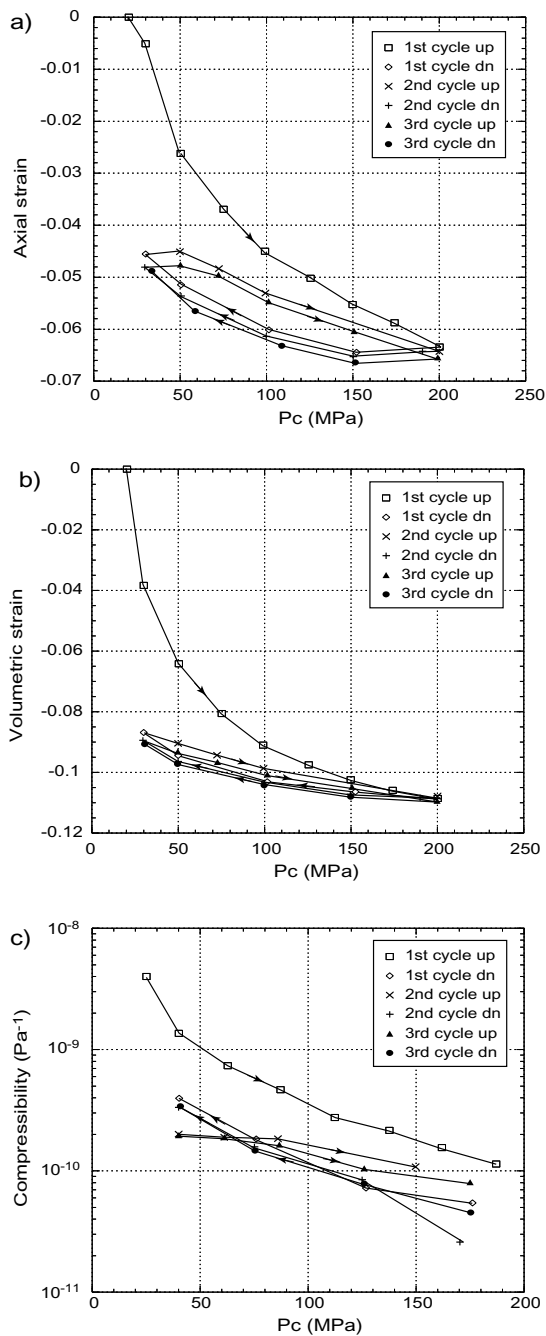 a)
0
-0.01
-0.02
-0.03
-0.04
-0.05
-0.06
-0.07
Axial strain
1st cycle up
1st cycle dn
2nd cycle up
2nd cycle dn
3rd cycle up
3rd cycle dn
0 50 100 150 200 250
Pc (MPa)
b)
0
-0.02
-0.04
-0.06
-0.08
-0.1
-0.12
Volumetric strain
1st cycle up
1st cycle dn
2nd cycle up
2nd cycle dn
3rd cycle up
3rd cycle dn
0 50 100 150 200 250
Pc (MPa)
c)
10⁻⁸
10⁻⁹
10⁻¹⁰
10⁻¹¹
Compressibility (Pa⁻¹)
1st cycle up
1st cycle dn
2nd cycle up
2nd cycle dn
3rd cycle up
3rd cycle dn
0 50 100 150 200
Pc (MPa)